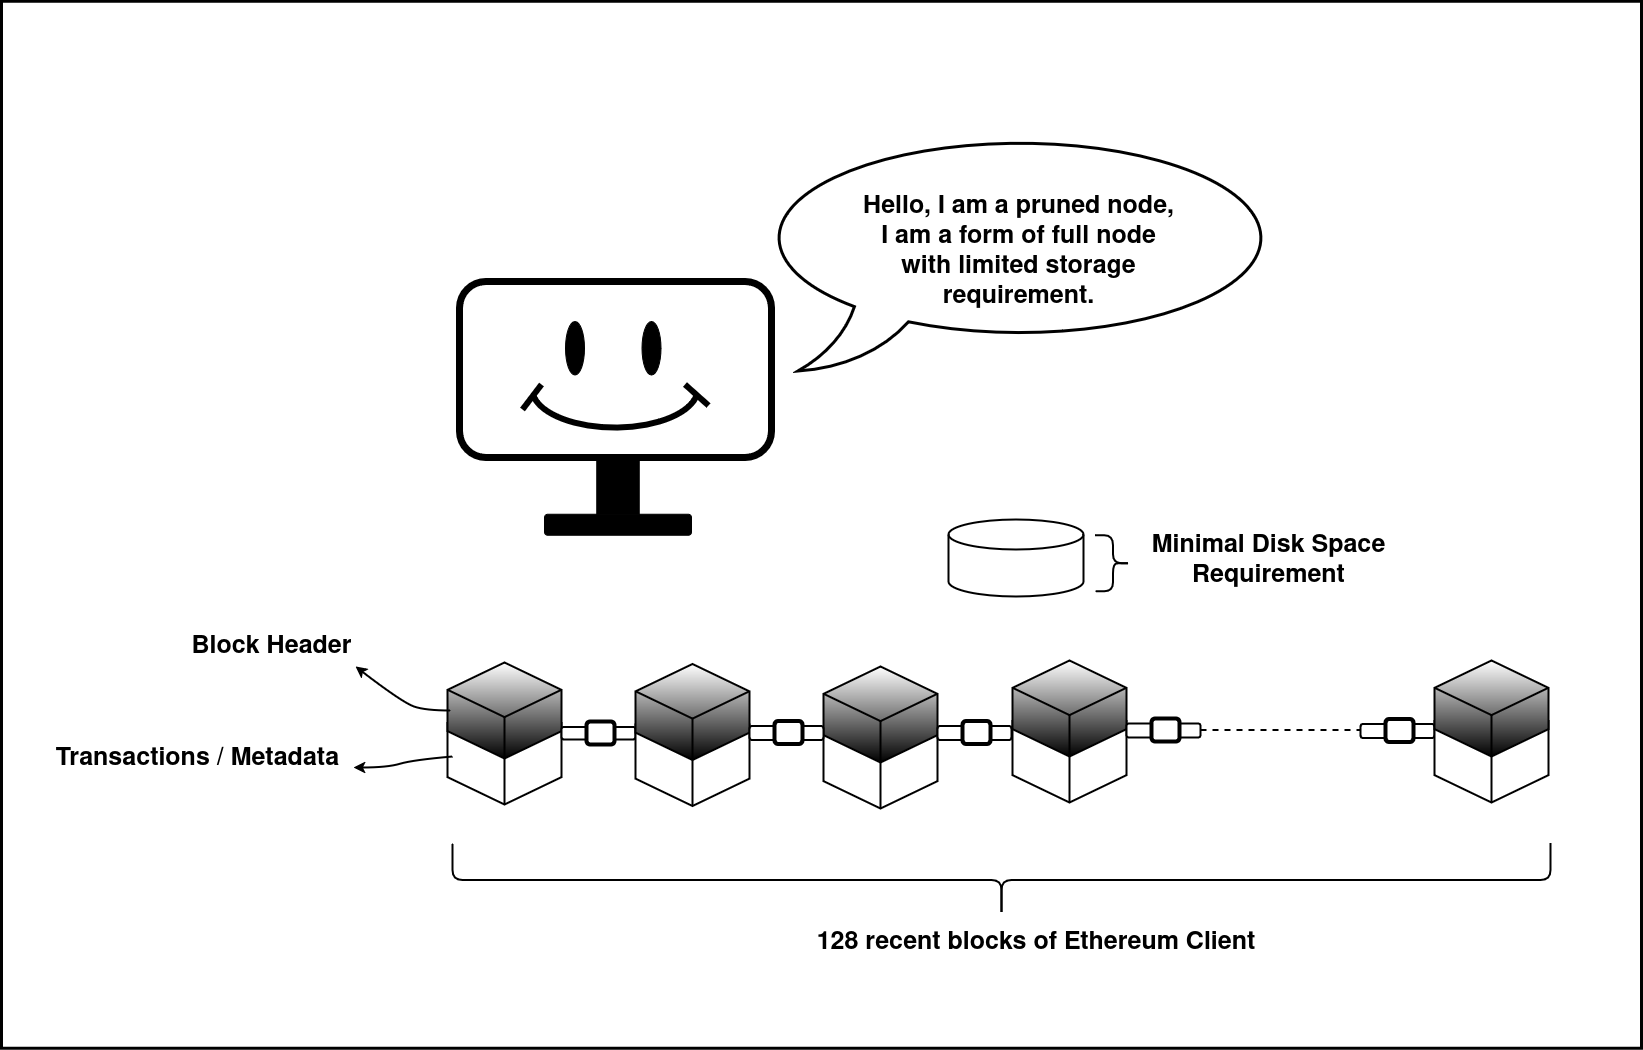 Hello, I am a pruned node,
I am a form of full node
with limited storage
requirement.
Minimal Disk Space
Requirement
Block Header
Transactions / Metadata
128 recent blocks of Ethereum Client